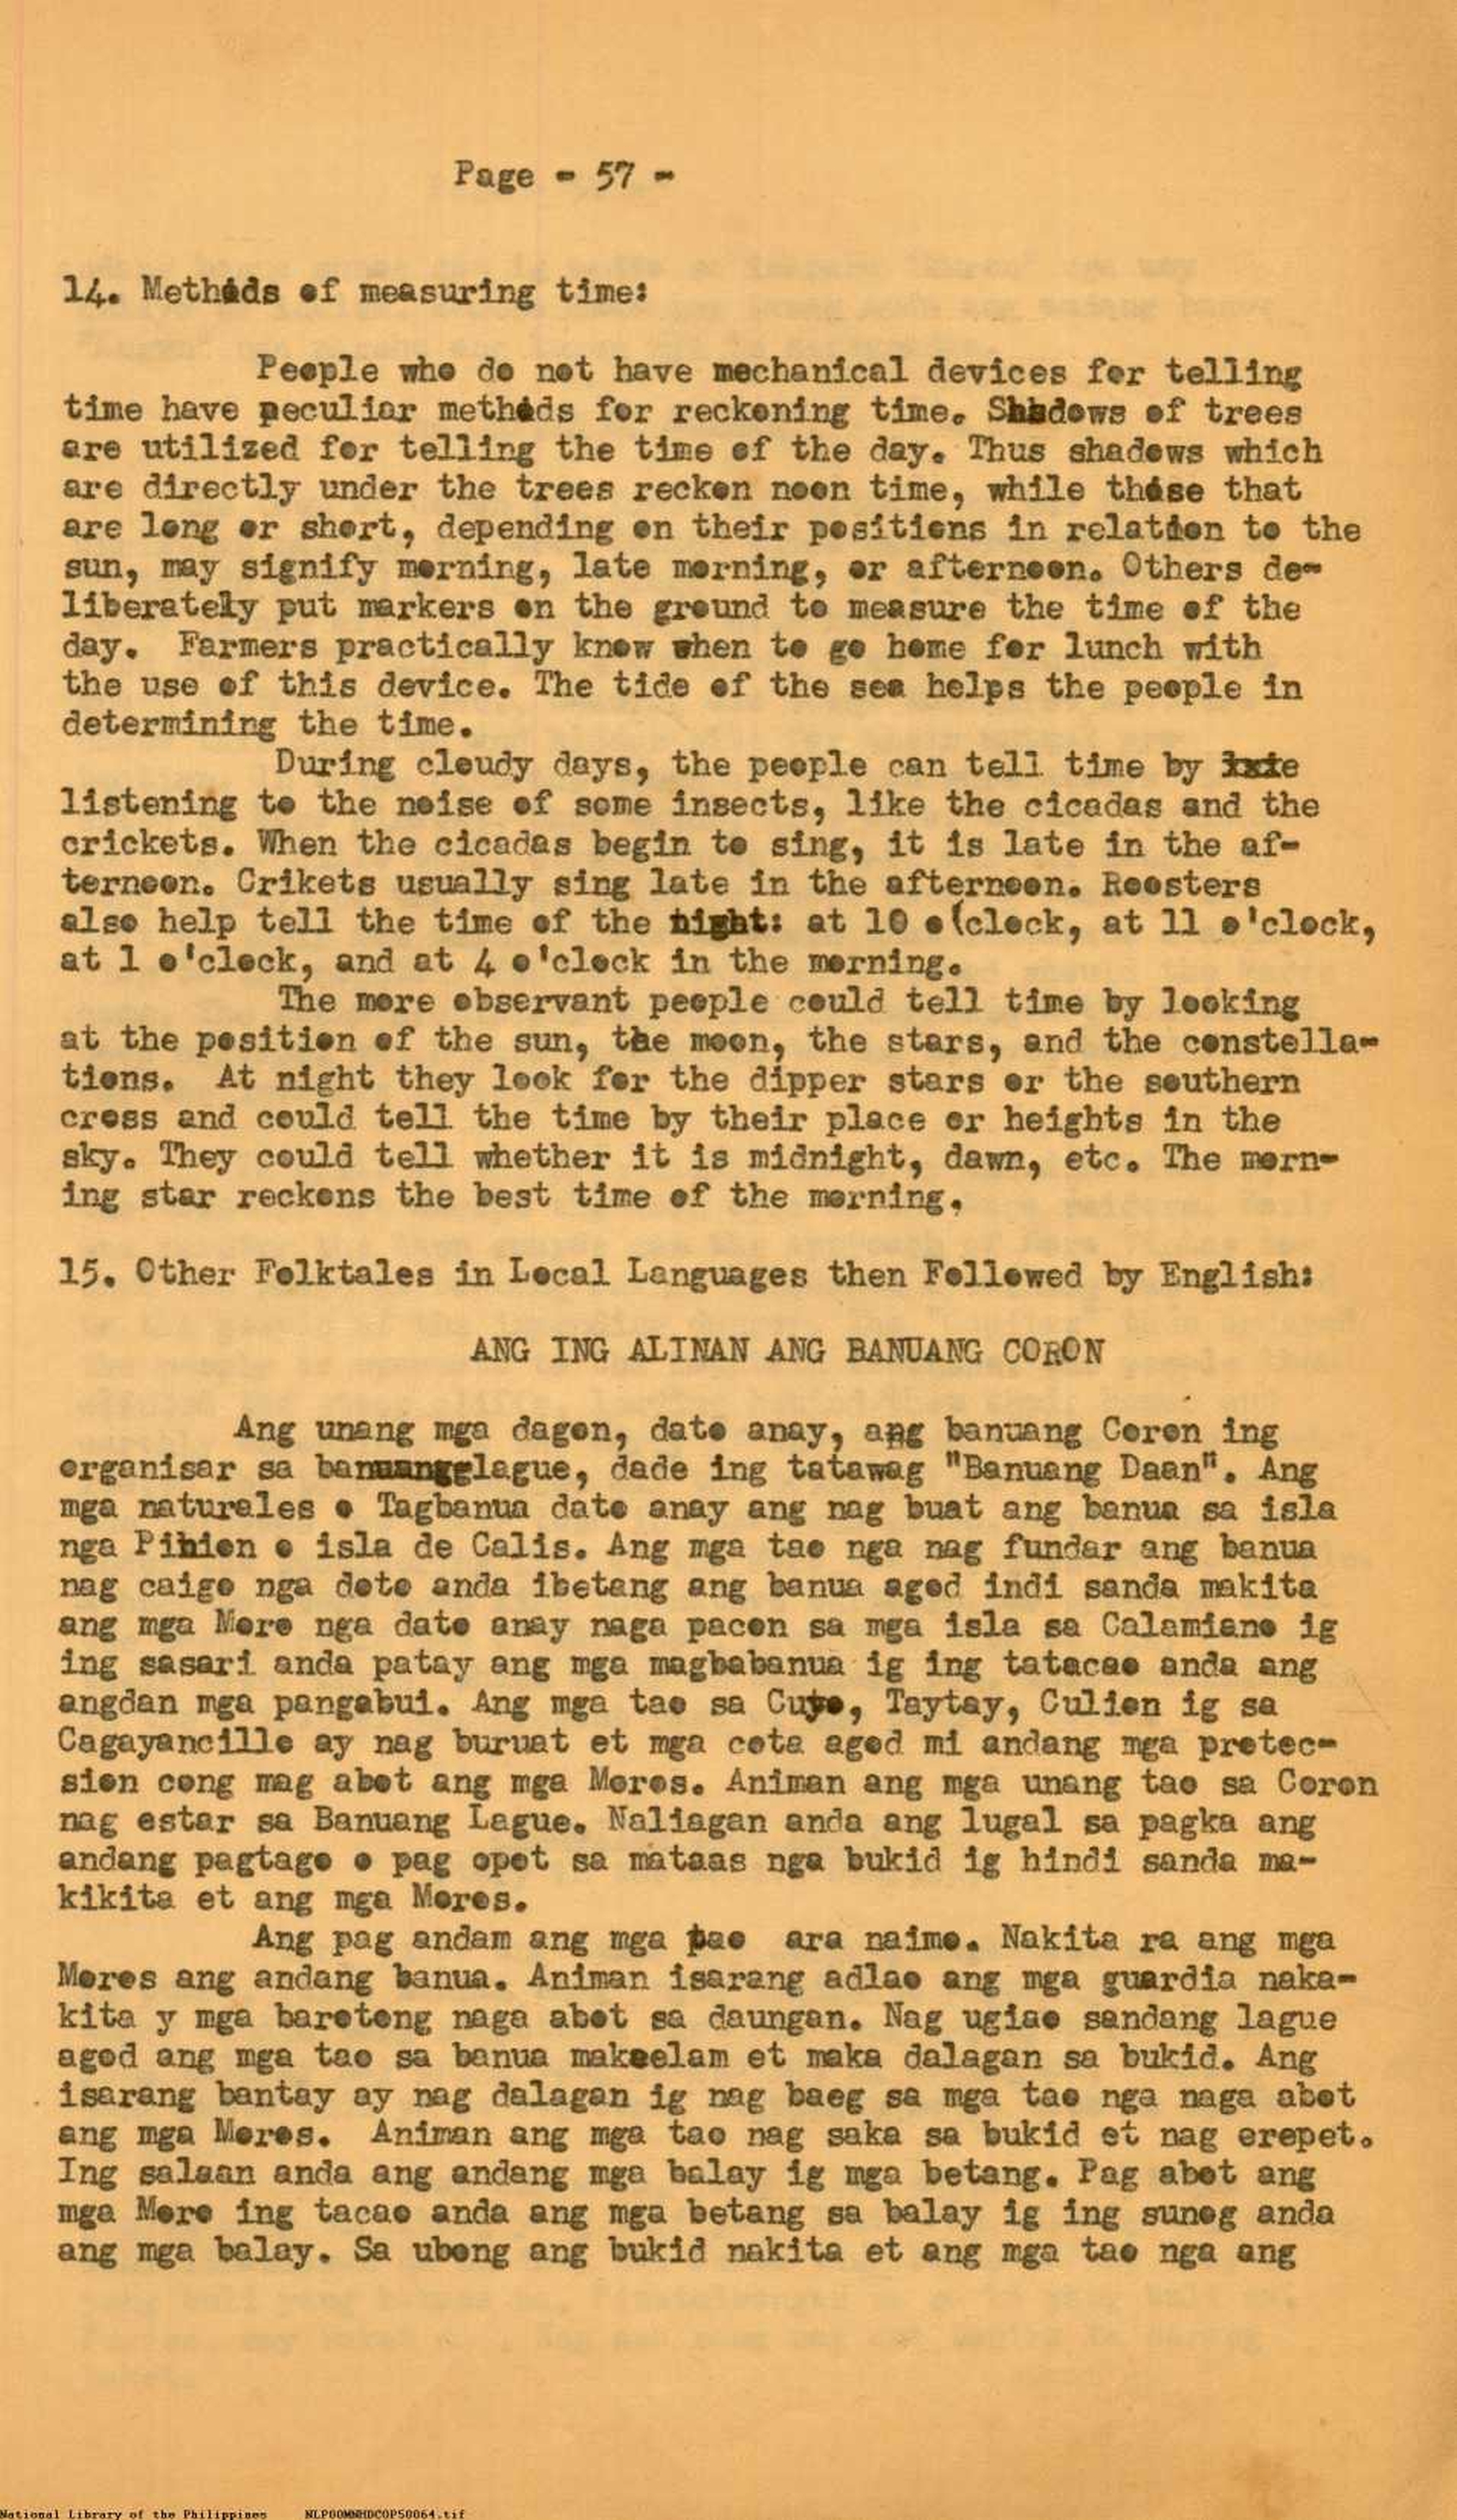 Page - 57 -
14. Methods of measuring time:
People who do not have mechanical devices for telling
time have peculiar methods for reckoning time. Shadows of trees
are utilized for telling the time of the day. Thus shadows which
are directly under the trees reckon noon time, while those that
are long or short, depending on their positions in relation to the
sun, may signify morning, late morning, or afternoon. Others de-
liberately put markers on the ground to measure the time of the
day. Farmers practically know when to go home for lunch with
the use of this device. The tide of the sea helps the people in
determining the time.
During cloudy days, the people can tell time by
listening to the noise of some insects, like the cicadas and the
crickets. When the cicadas begin to sing, it is late in the af-
ternoon. Crikets usually sing late in the afternoon. Roosters
also help tell the time of the night: at 10 o(clock, at 11 o'clock,
at 1 o'clock, and at 4 o'clock in the morning.
The more observant people could tell time by looking
at the position of the sun, the moon, the stars, and the constella-
tions. At night they look for the dipper stars or the southern
cross and could tell the time by their place or heights in the
sky. They could tell whether it is midnight, dawn, etc. The morn-
ing star reckons the best time of the morning.
15. Other Folktales in Local Languages then Followed by English:
ANG ING ALINAN ANG BANUANG CORON
Ang unang mga dagon, dato anay, ang banuang Coron ing
organisar sa lague, dade ing tatawag "Banuang Daan". Ang
mga naturales o Tagbanua dato anay ang nag buat ang banua sa isla
nga Pinion o isla de Calis. Ang mga tao nga nag fundar ang banua
nag caigo nga doto anda ibetang ang banua agod indi sanda makita
ang mga Moro nga dato anay naga pacon sa mga isla sa Calamiano ig
ing sasari anda patay ang mga magbabanua ig ing tatacao anda ang
angdan mga pangabui. Ang mga tao sa Cuyo, Taytay, Culion ig sa
Cagayancillo ay nag buruat et mga cota agod mi andang mga protec-
sion cong mag abot ang mga Moros. Animan ang mga unang tao sa Coron
nag estar sa Banuang Lague. Naliagan anda ang lugal sa pagka ang
andang pagtago o pag opot sa mataas nga bukid ig hindi sanda ma-
kikita et ang mga Moros.
Ang pag andam ang mga tao ara naimo. Nakita ra ang mga
Moros ang andang banua. Animan isarang adlao ang mga guardia naka-
kita y mga barotong naga abot sa daungan. Nag ugiao sandang lague
agod ang mga tao sa banua makaelam et maka dalagan sa bukid. Ang
isarang bantay ay nag dalagan ig nag baeg sa mga tao nga naga abot
ang mga Moros. Animan ang mga tao nag saka sa bukid et nag eropot.
Ing salaan anda ang andang mga balay ig mga betang. Pag abot ang
mga Moro ing tacao anda ang mga betang sa balay ig ing sunog anda
ang mga balay. Sa ubong ang bukid nakita et ang mga tao nga ang
National Library of the Philippines NLP00MNHDCOP50064.tif